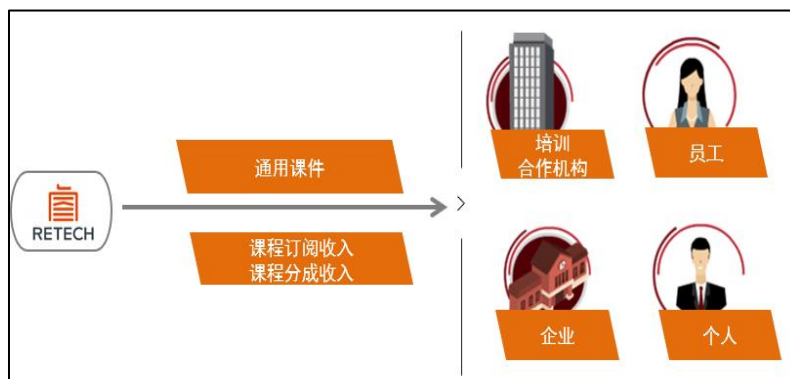 RETECH
通用课件
课程订阅收入
课程分成收入
培训
合作机构
员工
企业
个人